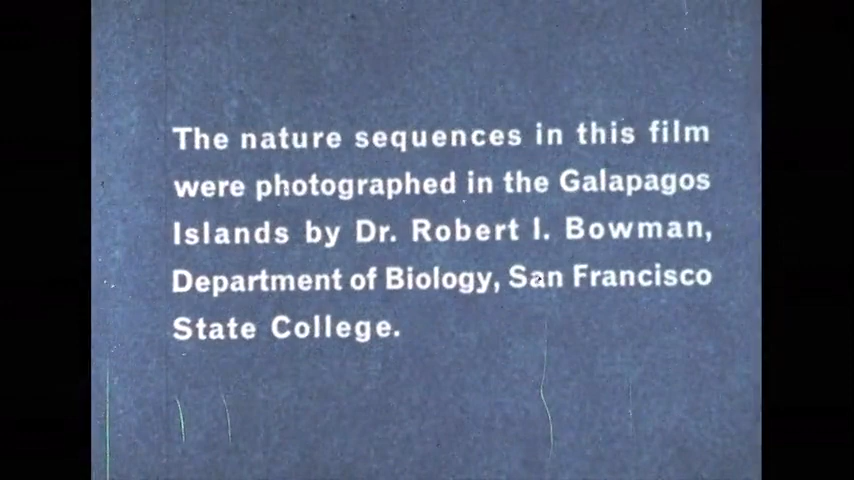 The nature sequences in this film
were photographed in the Galapagos
Islands by Dr. Robert I. Bowman,
Department of Biology, San Francisco
State College.